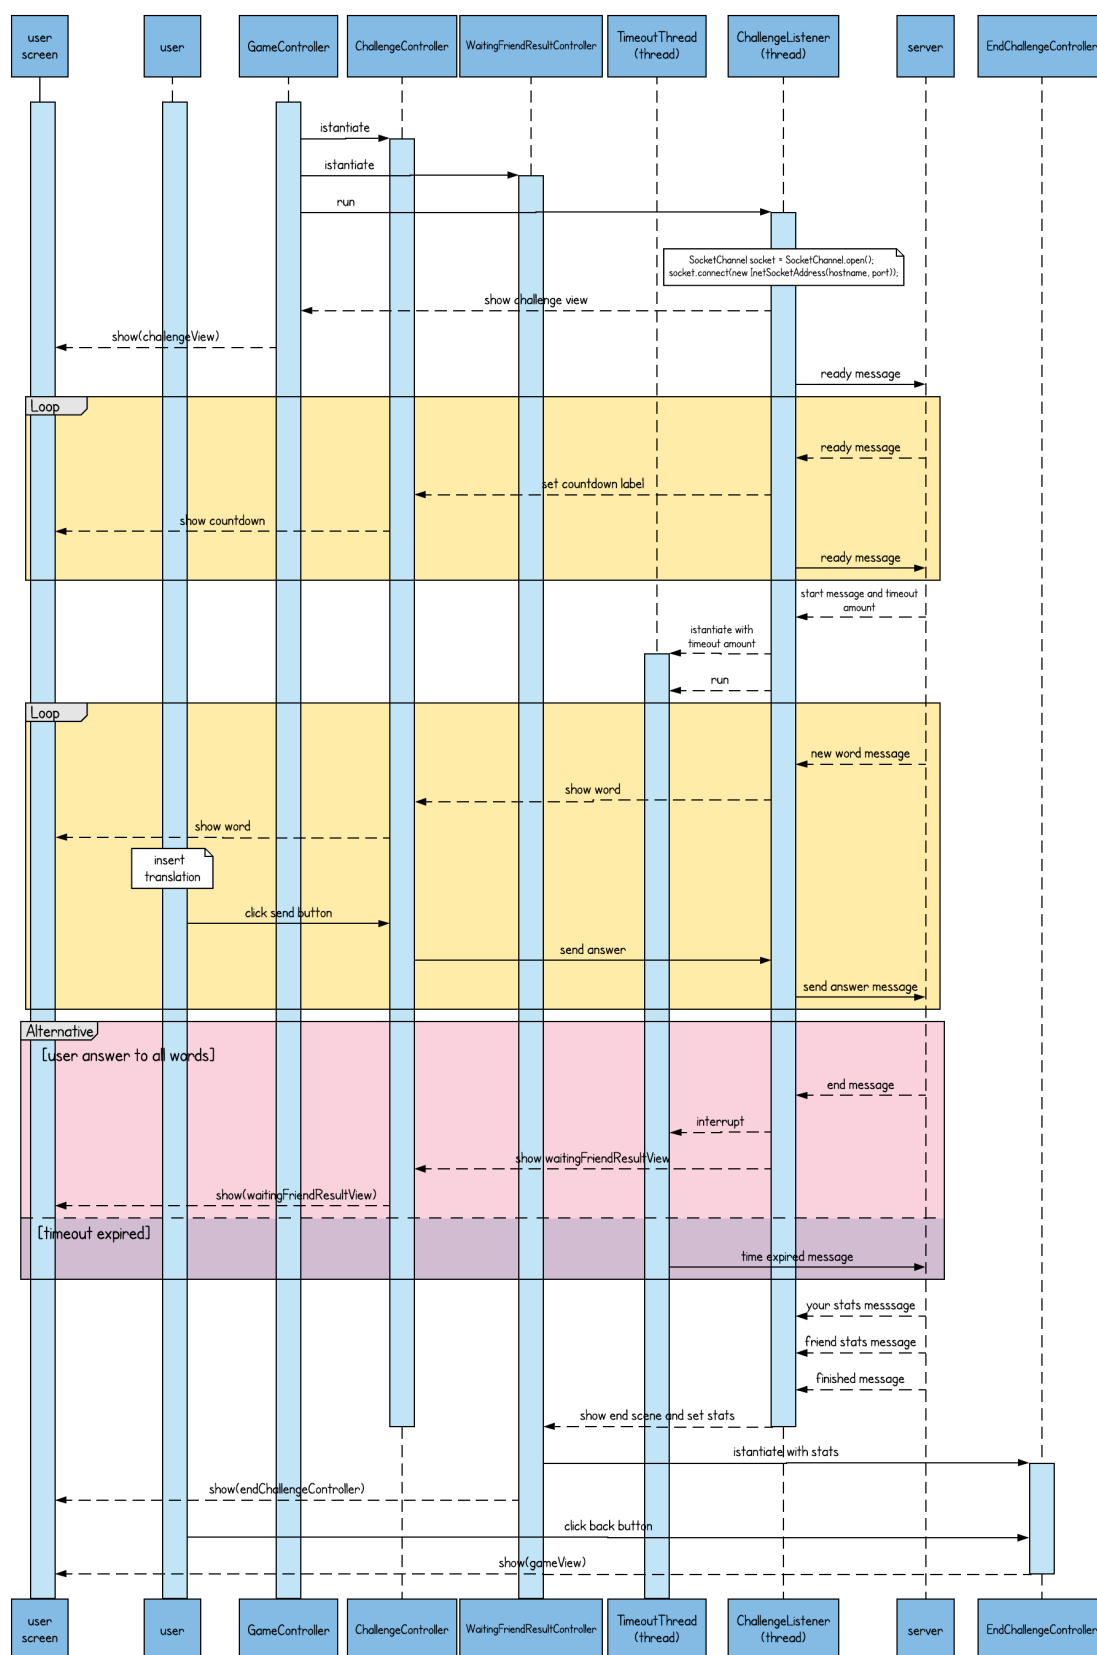 user
screen
user
GameController
ChallengeController
WaitingFriendResultController
TimeoutThread
(thread)
ChallengeListener
(thread)
server
EndChallengeController
istantiate
istantiate
run
SocketChannel socket = SocketChannel.open();
socket.connect(new InetSocketAddress(hostname, port));
show challenge view
show(challengeView)
ready message
Loop
ready message
set countdown label
show countdown
ready message
start message and timeout
amount
istantiate with
timeout amount
run
Loop
new word message
show word
show word
insert
translation
click send button
send answer
send answer message
Alternative
[user answer to all words]
end message
interrupt
show waitingFriendResultView
show(waitingFriendResultView)
[timeout expired]
time expired message
your stats messsage
friend stats message
finished message
show end scene and set stats
istantiate with stats
show(endChallengeController)
click back button
show(gameView)
user
screen
user
GameController
ChallengeController
WaitingFriendResultController
TimeoutThread
(thread)
ChallengeListener
(thread)
server
EndChallengeController